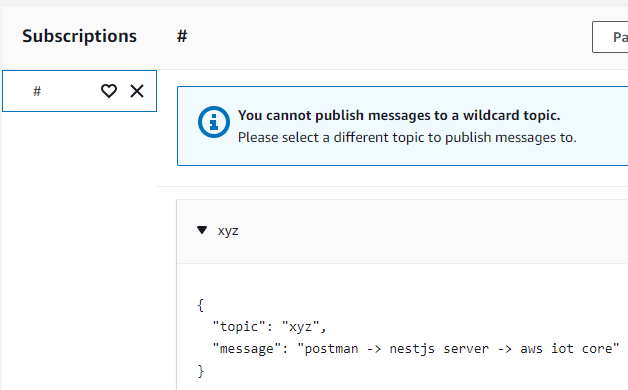 Subscriptions
#
Pa
#
You cannot publish messages to a wildcard topic.
Please select a different topic to publish messages to.
xyz
{
  "topic": "xyz",
  "message": "postman -> nestjs server -> aws iot core"
}